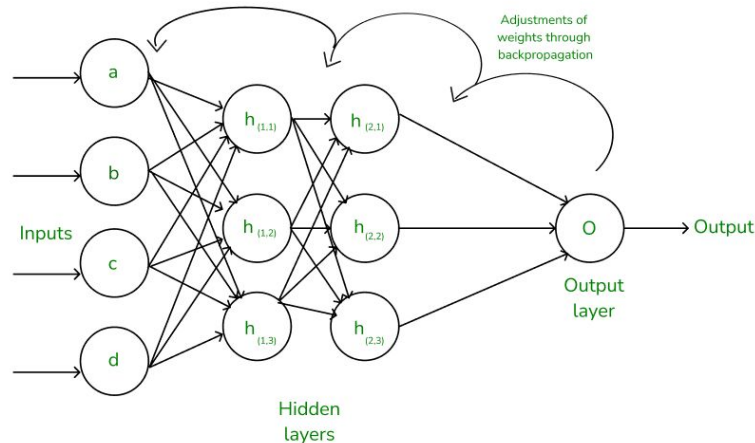 Adjustments of
weights through
backpropagation
a
h (1,1)
h (2,1)
b
Inputs
h (1,2)
h (2,2)
O
Output
c
Output
layer
h (1,3)
h (2,3)
d
Hidden
layers